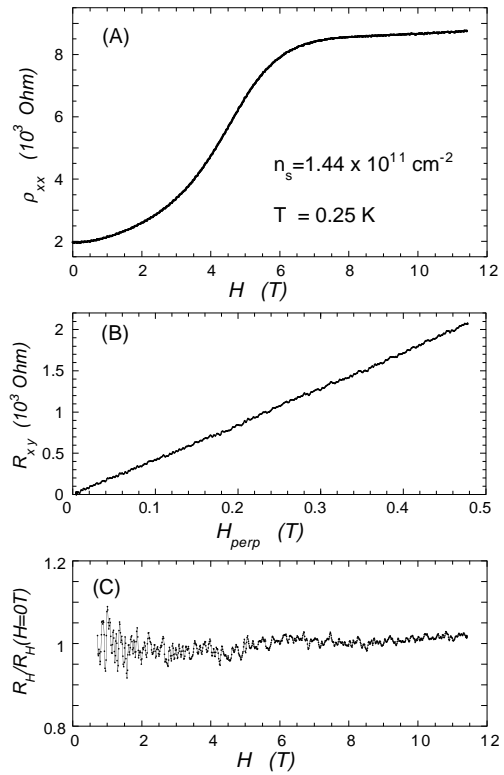 (A)
8
6
4
2
ρxx (10³ Ohm)
nₛ=1.44 x 10¹¹ cm⁻²
T = 0.25 K
0 2 4 6 8 10 12
H (T)
(B)
2
1.5
1
0.5
0
Rxy (10³ Ohm)
0 0.1 0.2 0.3 0.4 0.5
Hperp (T)
(C)
1.2
1
0.8
R_H/R_H(H=0T)
0 2 4 6 8 10 12
H (T)